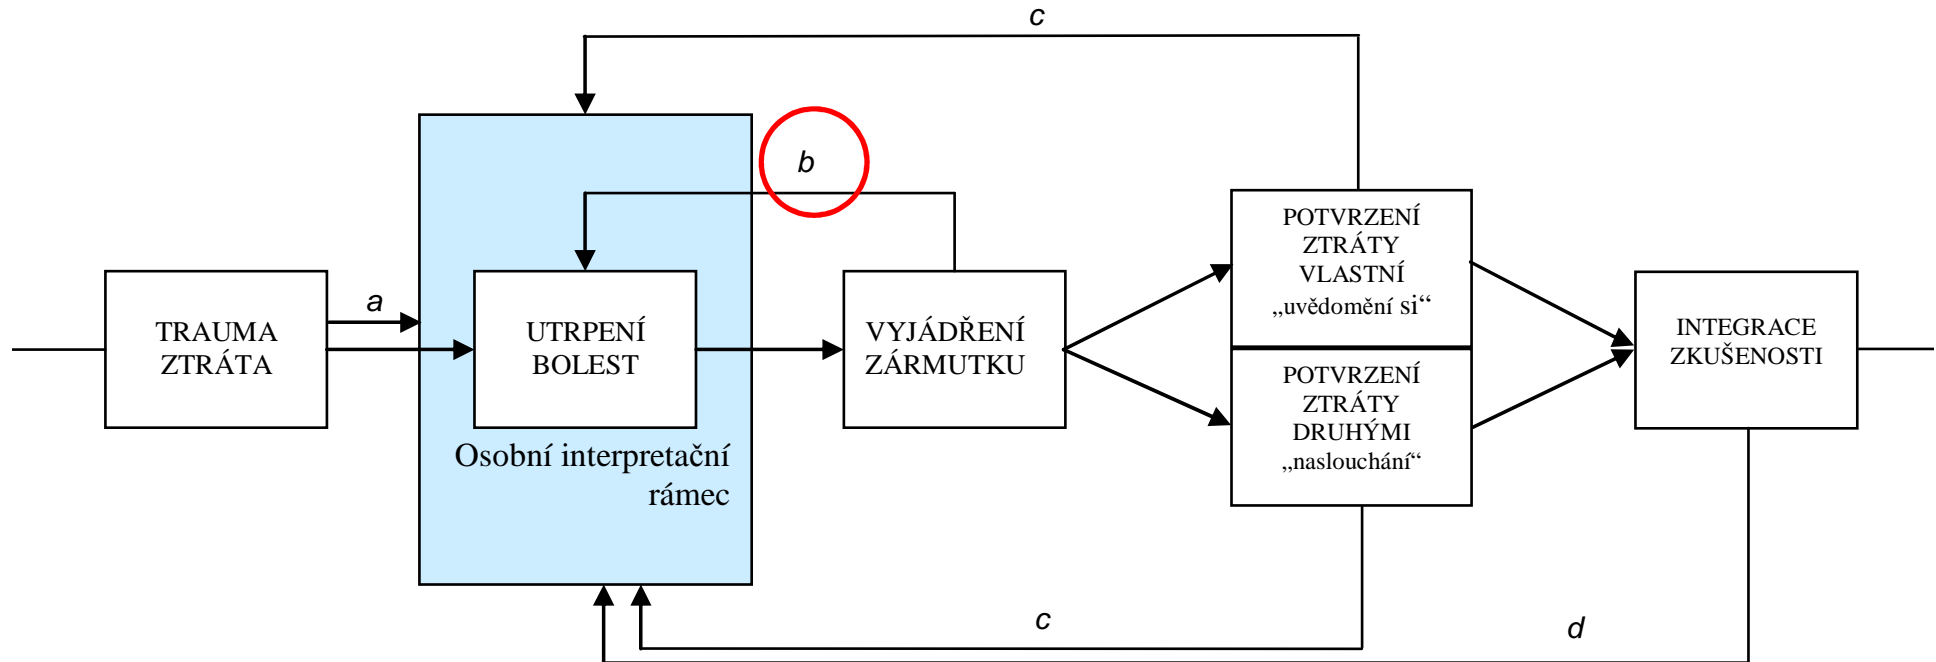 c
b
a
TRAUMA
ZTRÁTA
UTRPENÍ
BOLEST
Osobní interpretační
rámec
VYJÁDŘENÍ
ZÁRMUTKU
POTVRZENÍ
ZTRÁTY
VLASTNÍ
„uvědomění si“
POTVRZENÍ
ZTRÁTY
DRUHÝMI
„naslouchání“
INTEGRACE
ZKUŠENOSTI
c
d